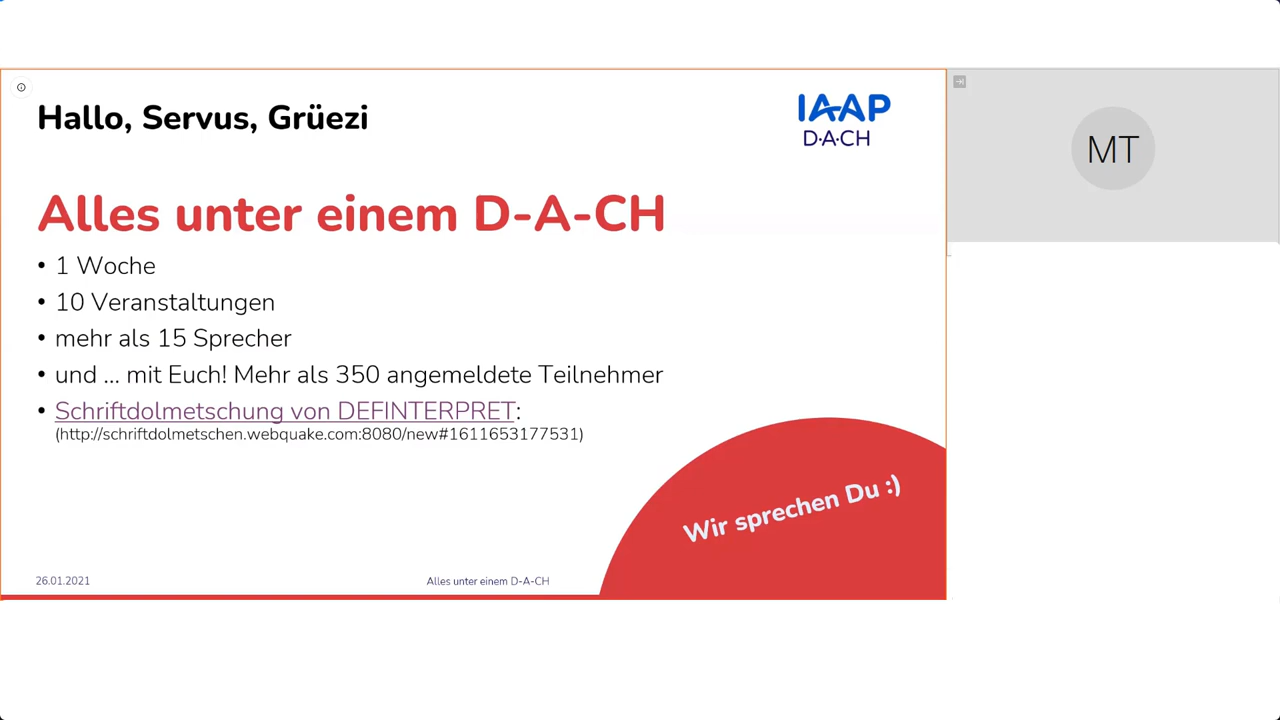 Hallo, Servus, Grüezi
IAAP
D·A·CH
Alles unter einem D-A-CH
• 1 Woche
• 10 Veranstaltungen
• mehr als 15 Sprecher
• und ... mit Euch! Mehr als 350 angemeldete Teilnehmer
• Schriftdolmetschung von DEFINTERPRET:
(http://schriftdolmetschen.webquake.com:8080/new#1611653177531)
Wir sprechen Du :)
26.01.2021
Alles unter einem D-A-CH
MT